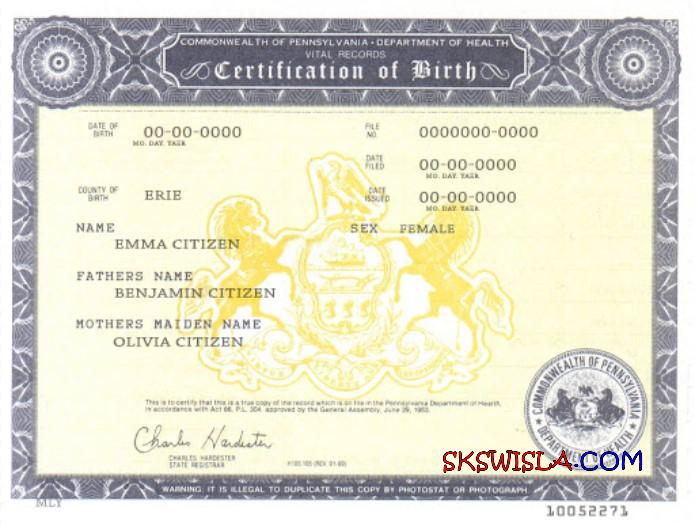 COMMONWEALTH OF PENNSYLVANIA • DEPARTMENT OF HEALTH
VITAL RECORDS
Certification of Birth
DATE OF BIRTH 00-00-0000 FILE NO. 0000000-0000
MO. DAY. YAER
DATE FILED 00-00-0000
MO. DAY. YAER
COUNTY OF BIRTH ERIE DATE ISSUED 00-00-0000
MO. DAY. YAER
NAME SEX FEMALE
EMMA CITIZEN
FATHERS NAME
BENJAMIN CITIZEN
MOTHERS MAIDEN NAME
OLIVIA CITIZEN
This is to certify that this is a true copy of the record which is on file in the Pennsylvania Department of Health,
in accordance with Act 66, P.L. 304, approved by the General Assembly, June 29, 1953.
Charles Hardester
CHARLES HARDESTER
STATE REGISTRAR
H105.105 (REV. 01-89)
COMMONWEALTH OF PENNSYLVANIA
DEPARTMENT OF HEALTH
SKSWISLA.COM
WARNING: IT IS ILLEGAL TO DUPLICATE THIS COPY BY PHOTOSTAT OR PHOTOGRAPH.
MLY
10052271